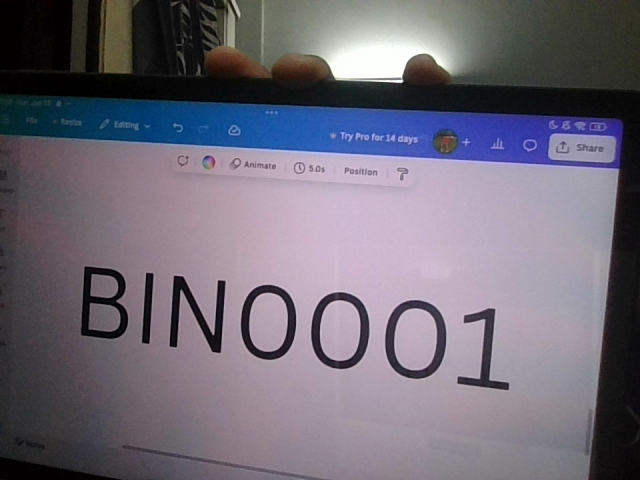 File Resize Editing Try Pro for 14 days Share
Animate 5.0s Position
BIN0001